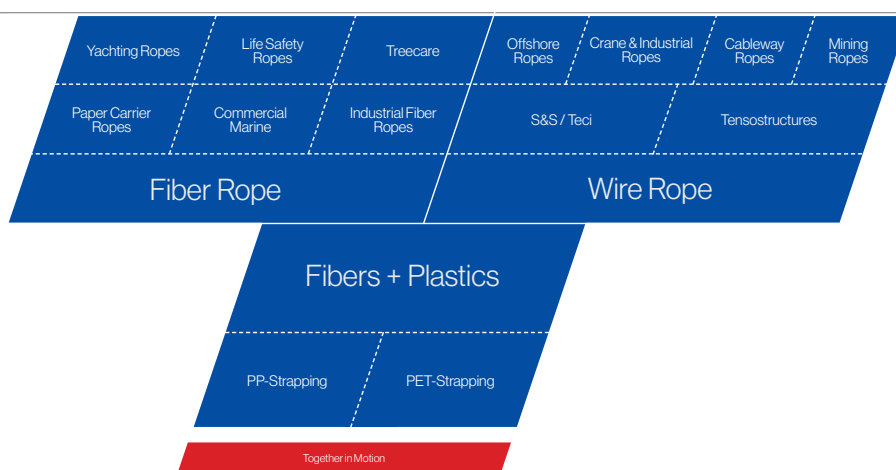 Yachting Ropes
Life Safety
Ropes
Treecare
Offshore
Ropes
Crane & Industrial
Ropes
Cableway
Ropes
Mining
Ropes
Paper Carrier
Ropes
Commercial
Marine
Industrial Fiber
Ropes
S&S / Teci
Tensostructures
Fiber Rope
Wire Rope
Fibers + Plastics
PP-Strapping
PET-Strapping
Together in Motion